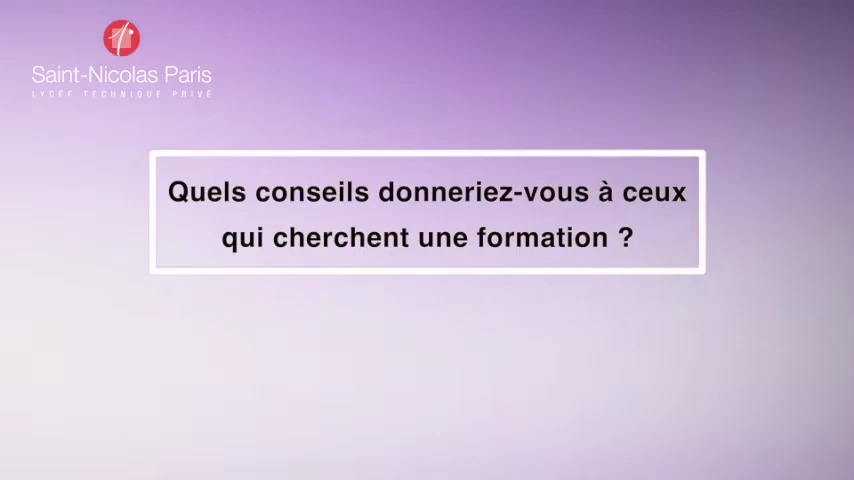 Saint-Nicolas Paris
LYCÉE TECHNIQUE PRIVÉ
Quels conseils donneriez-vous à ceux
qui cherchent une formation ?